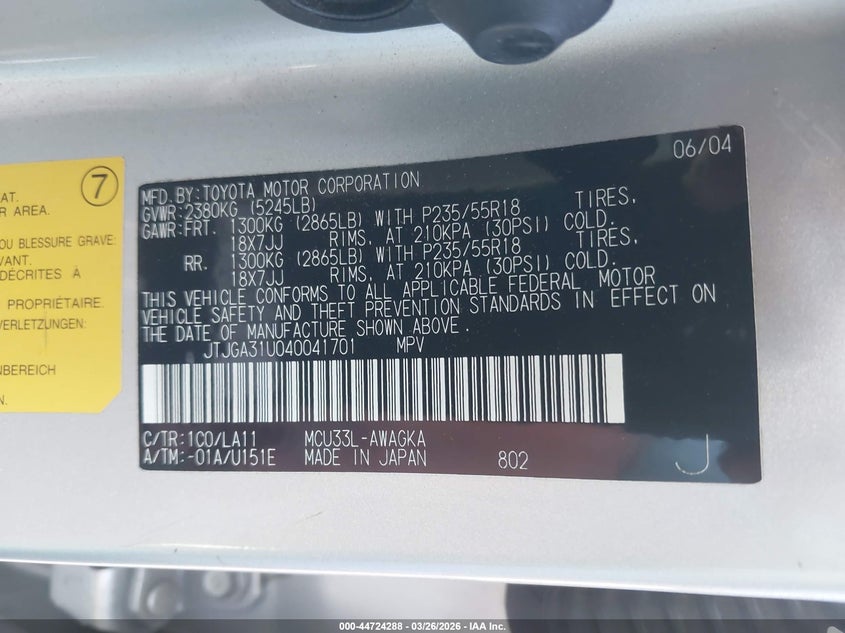 7
AT.
R AREA.
OU BLESSURE GRAVE:
VANT.
DÉCRITES À
PROPRIÉTAIRE.
VERLETZUNGEN:
NBEREICH
N.
06/04
MFD.BY:TOYOTA MOTOR CORPORATION
GVWR:2380KG (5245LB)
GAWR:FRT. 1300KG (2865LB) WITH P235/55R18 TIRES,
18X7JJ RIMS, AT 210KPA (30PSI) COLD.
RR. 1300KG (2865LB) WITH P235/55R18 TIRES,
18X7JJ RIMS, AT 210KPA (30PSI) COLD.
THIS VEHICLE CONFORMS TO ALL APPLICABLE FEDERAL MOTOR
VEHICLE SAFETY AND THEFT PREVENTION STANDARDS IN EFFECT ON
THE DATE OF MANUFACTURE SHOWN ABOVE.
JTJGA31U040041701 MPV
C/TR:1C0/LA11 MCU33L-AWAGKA
A/TM:-01A/U151E MADE IN JAPAN 802 J
000-44724288 - 03/26/2026 - IAA Inc.